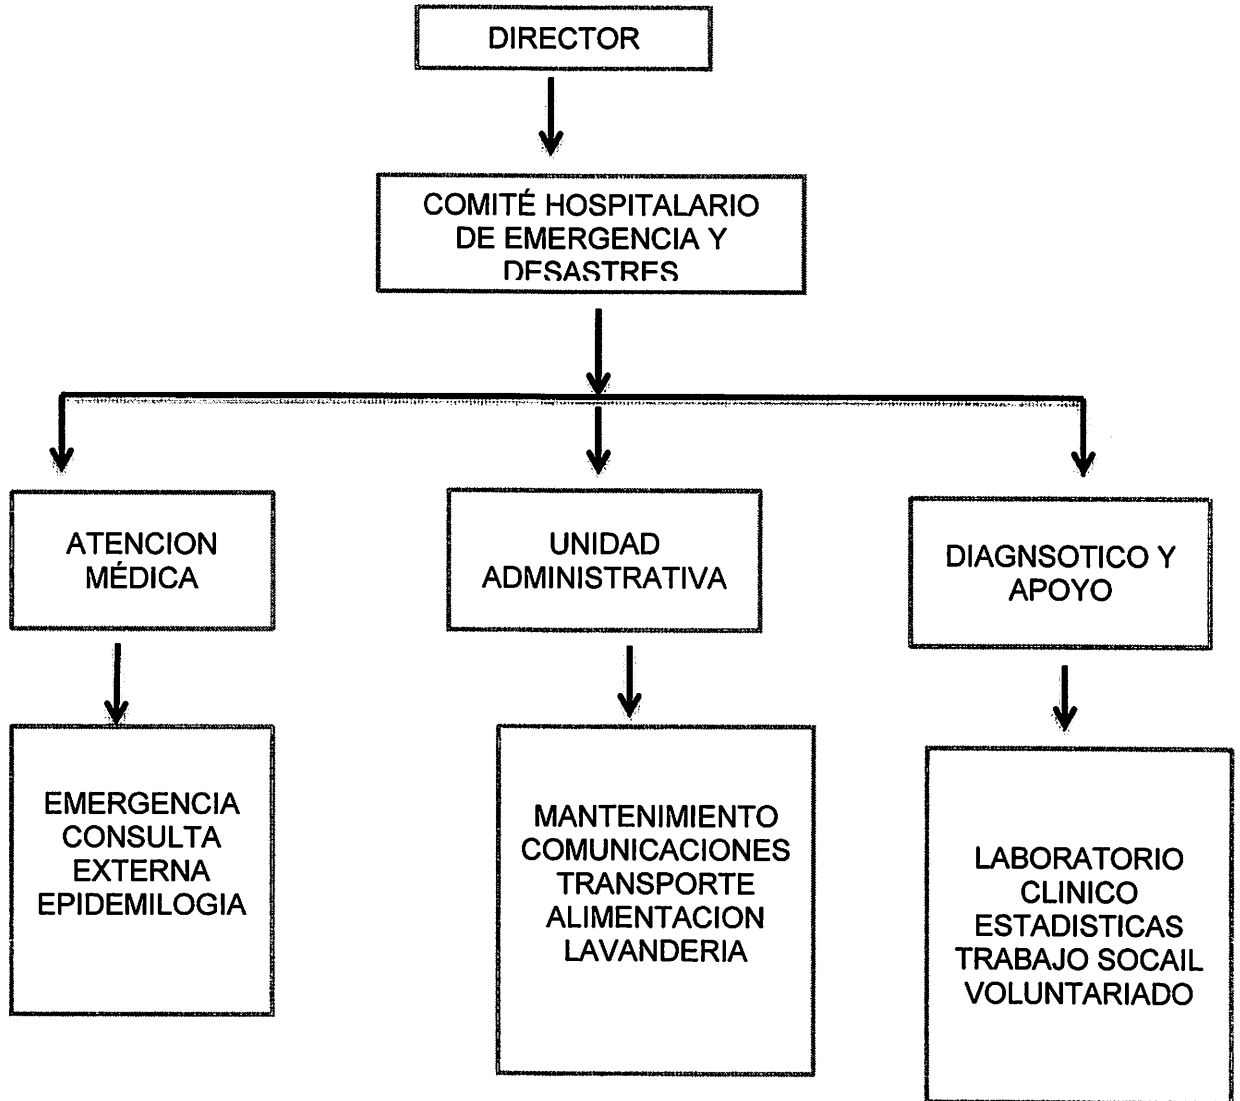 DIRECTOR
COMITÉ HOSPITALARIO
DE EMERGENCIA Y
DESASTRES
ATENCION
MÉDICA
UNIDAD
ADMINISTRATIVA
DIAGNSOTICO Y
APOYO
EMERGENCIA
CONSULTA
EXTERNA
EPIDEMILOGIA
MANTENIMIENTO
COMUNICACIONES
TRANSPORTE
ALIMENTACION
LAVANDERIA
LABORATORIO
CLINICO
ESTADISTICAS
TRABAJO SOCAIL
VOLUNTARIADO